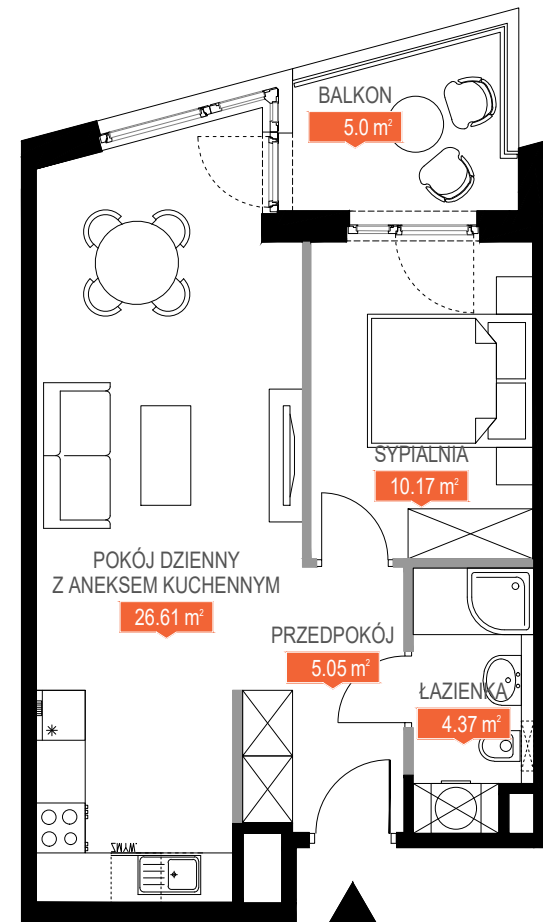 BALKON
5.0 m²
SYPIALNIA
10.17 m²
POKÓJ DZIENNY
Z ANEKSEM KUCHENNYM
26.61 m²
PRZEDPOKÓJ
5.05 m²
ŁAZIENKA
4.37 m²
WYMZ.